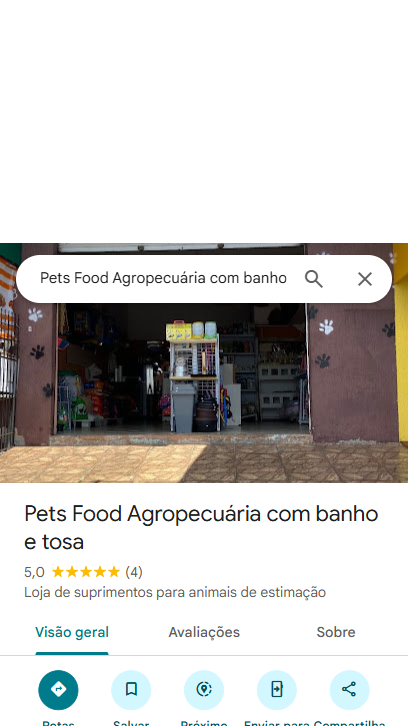 Pets Food Agropecuária com banho
Pets Food Agropecuária com banho
e tosa
5,0 (4)
Loja de suprimentos para animais de estimação
Visão geral Avaliações Sobre
Rotas Salvar Próximo Enviar para Compartilha